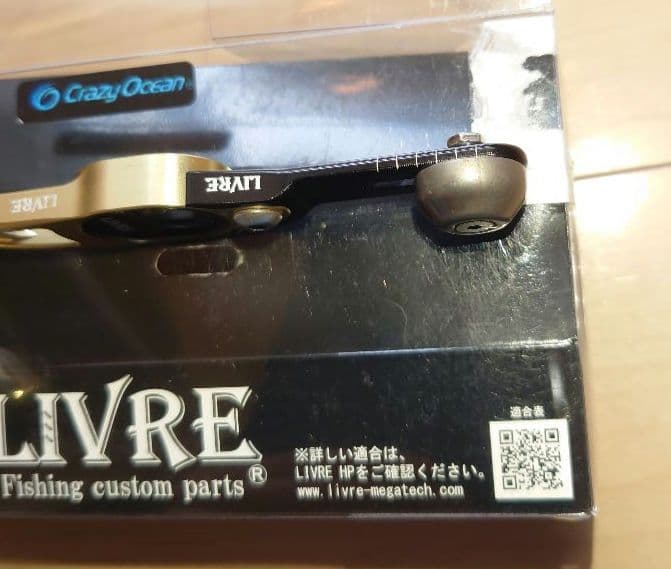 Crazy Ocean
LIVRE
LIVRE
LIVRE®
Fishing custom parts
適合表
※詳しい適合は、
LIVRE HPをご確認ください。
www.livre-megatech.com